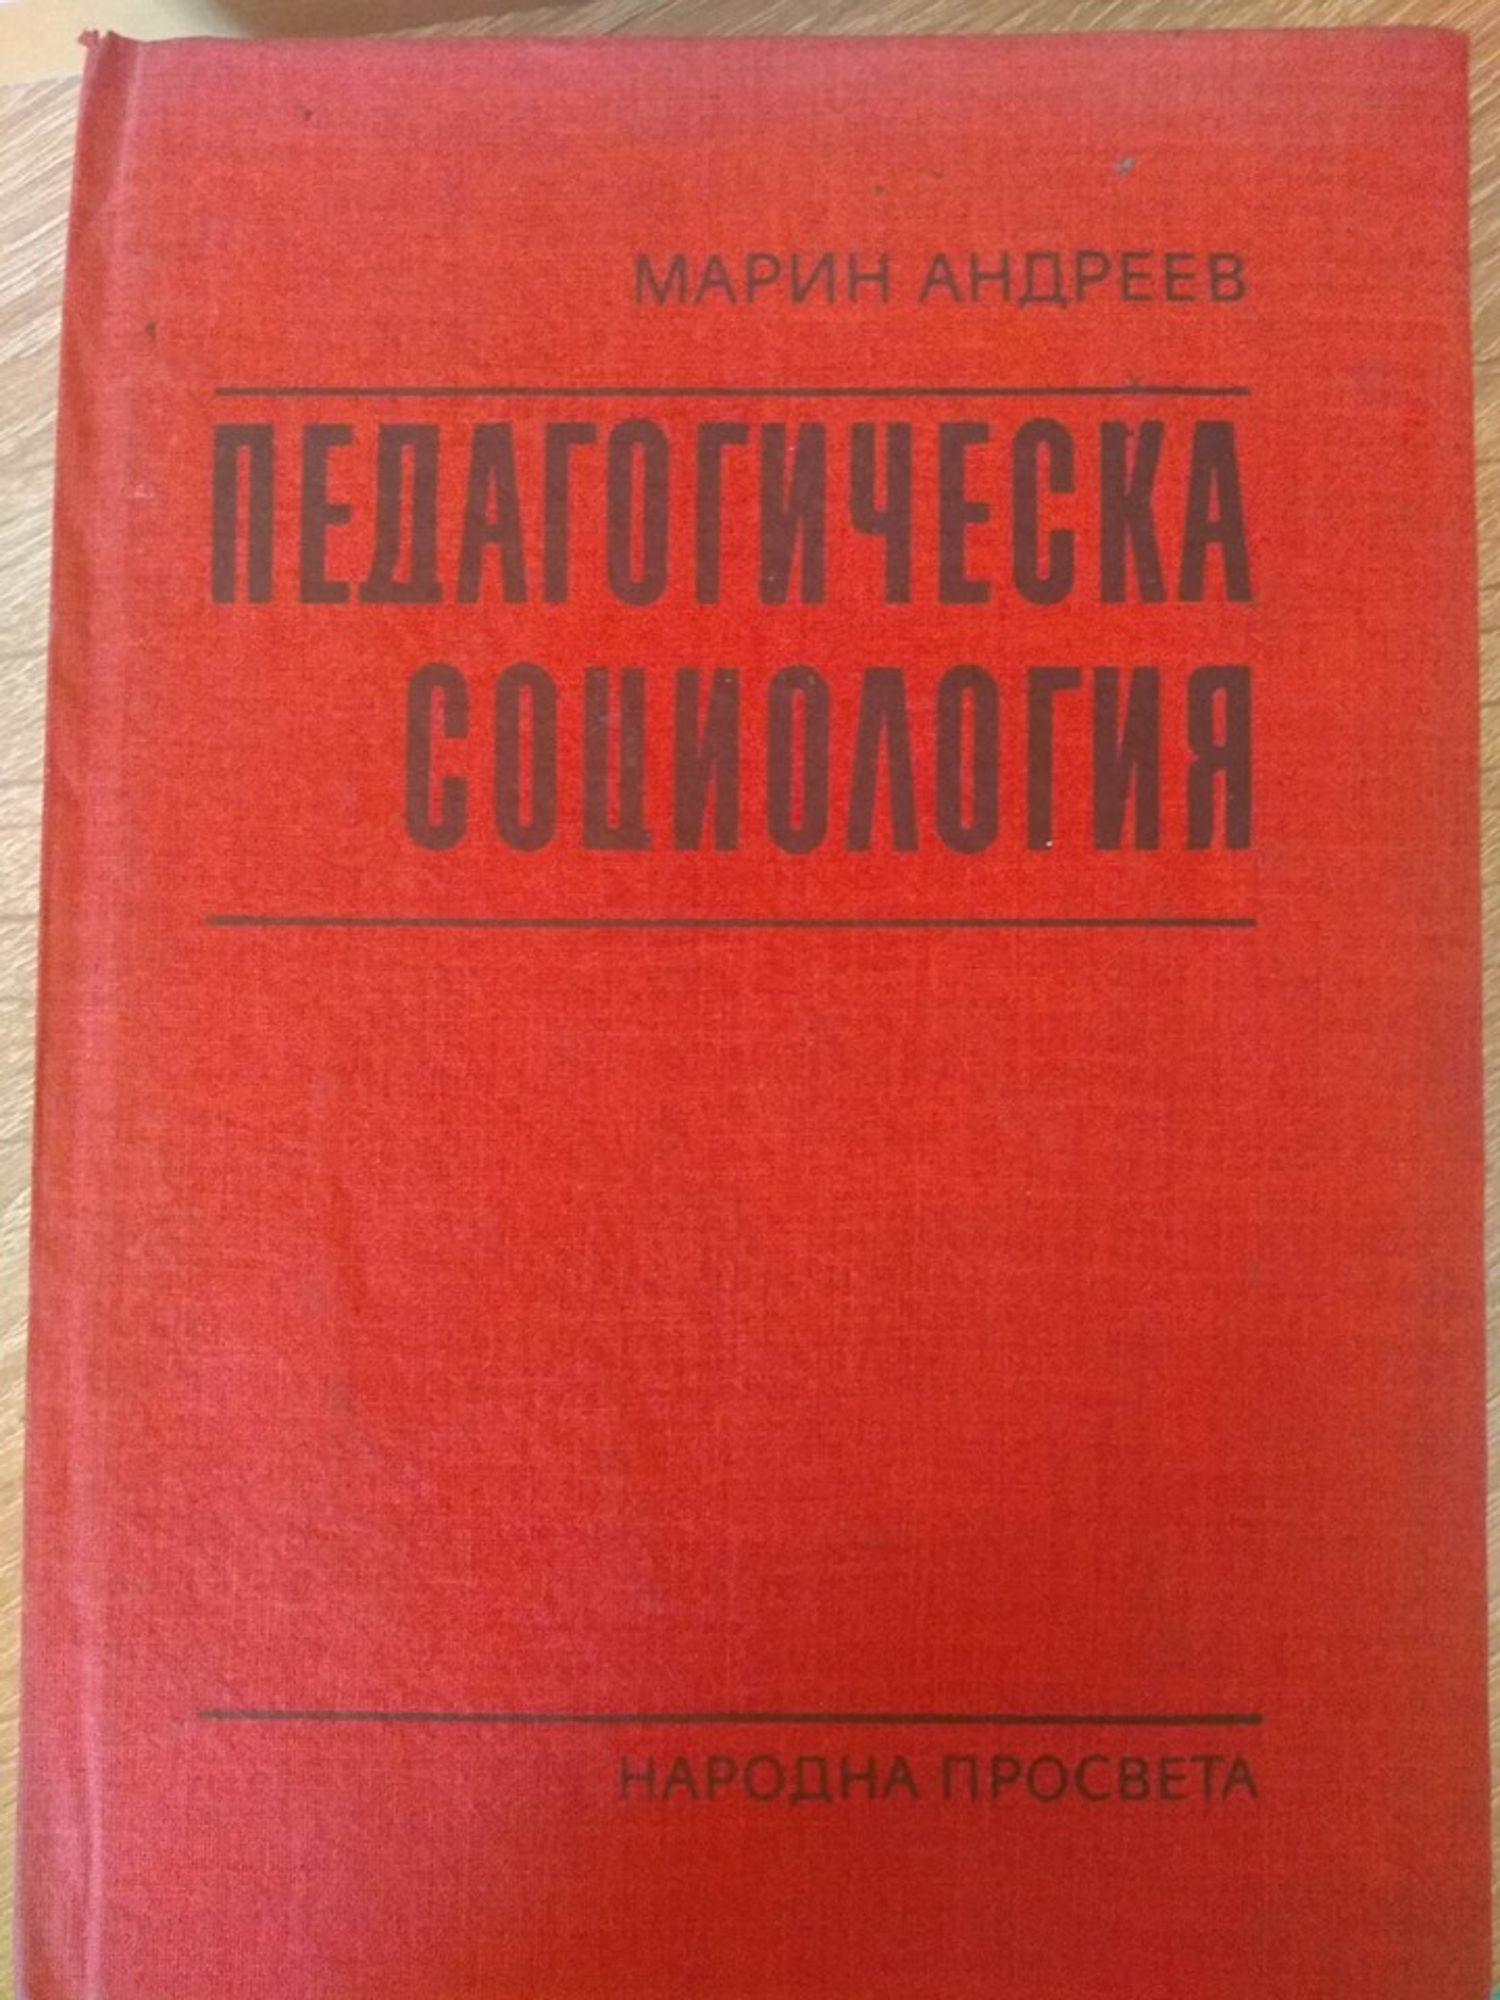 МАРИН АНДРЕЕВ
ПЕДАГОГИЧЕСКА
СОЦИОЛОГИЯ
НАРОДНА ПРОСВЕТА